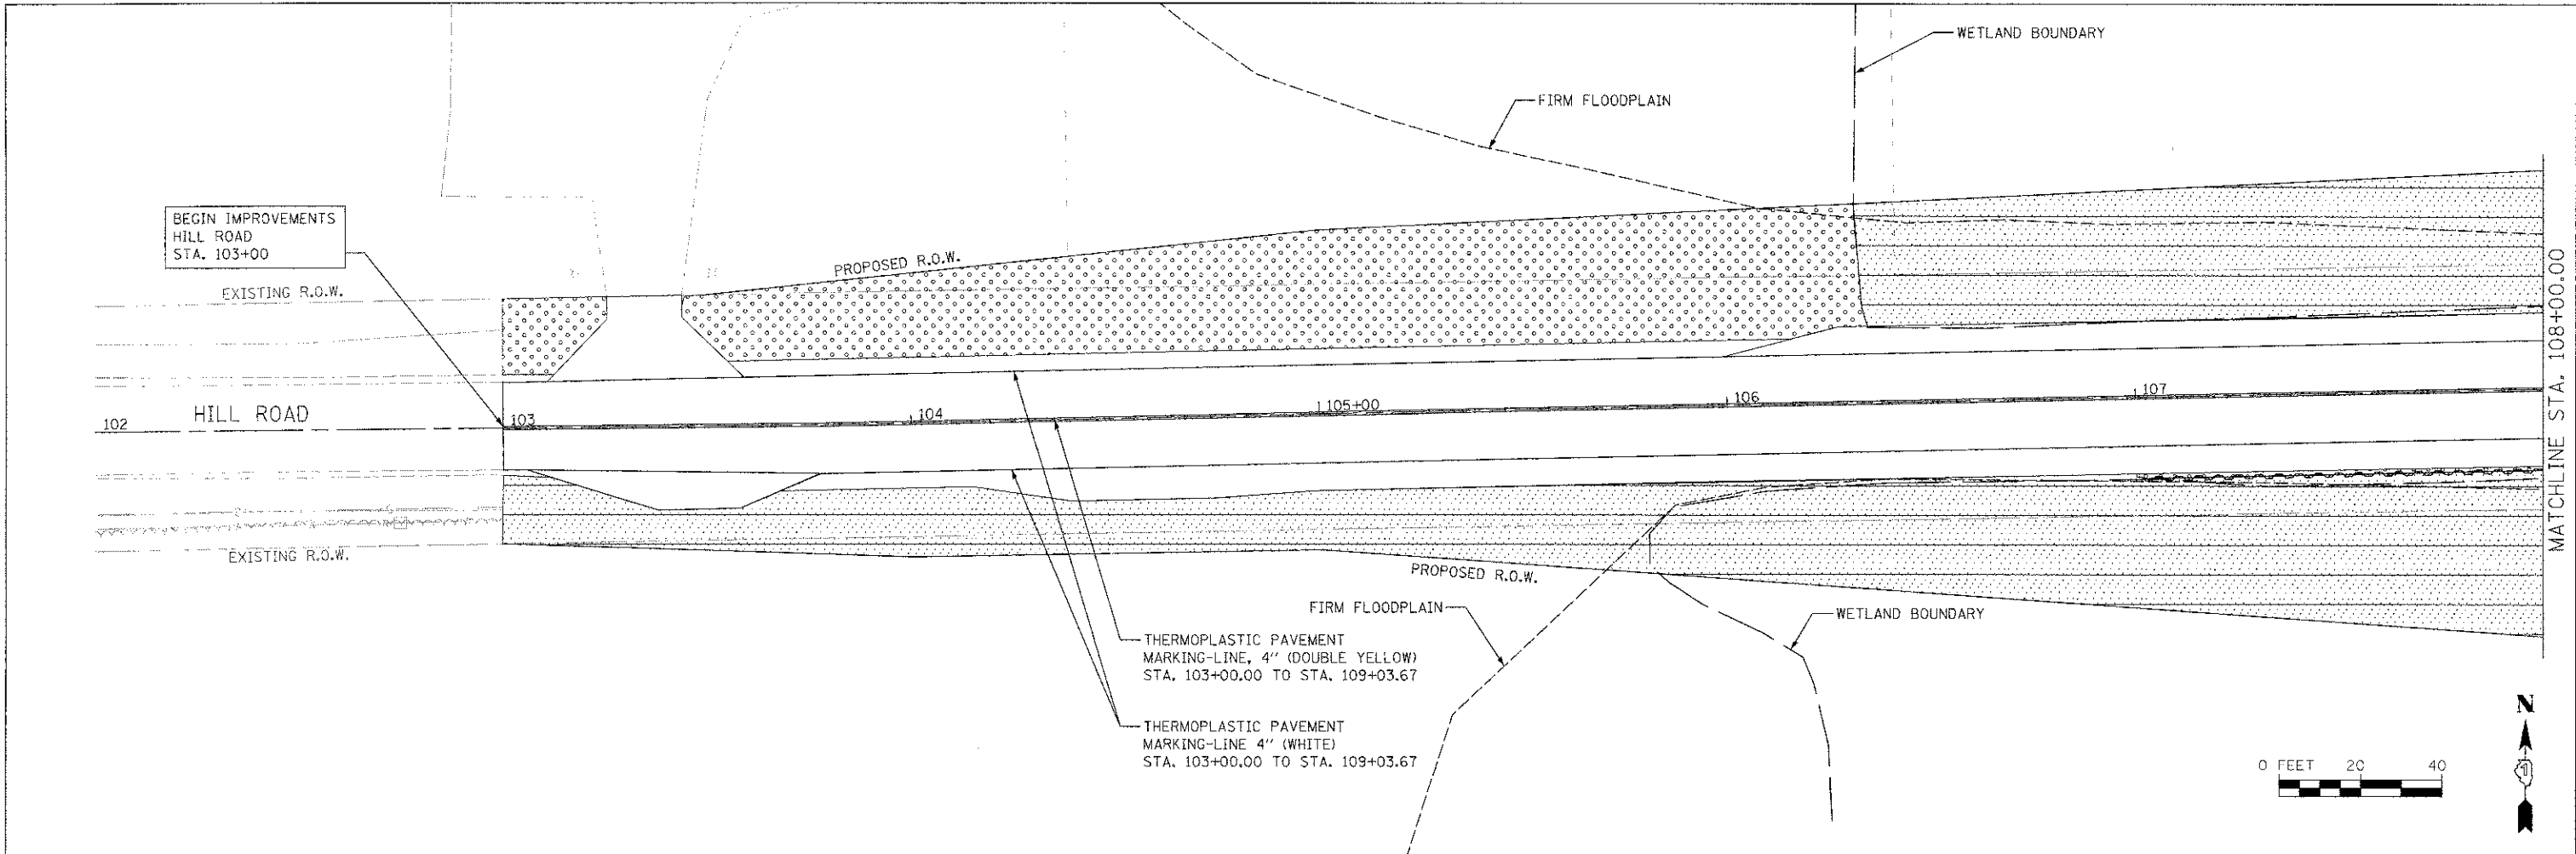 WETLAND BOUNDARY
FIRM FLOODPLAIN
BEGIN IMPROVEMENTS
HILL ROAD
STA. 103+00
EXISTING R.O.W.
PROPOSED R.O.W.
MATCHLINE STA. 108+00.00
102
HILL ROAD
103
104
105+00
106
107
EXISTING R.O.W.
PROPOSED R.O.W.
FIRM FLOODPLAIN
WETLAND BOUNDARY
THERMOPLASTIC PAVEMENT
MARKING-LINE, 4'' (DOUBLE YELLOW)
STA. 103+00.00 TO STA. 109+03.67
THERMOPLASTIC PAVEMENT
MARKING-LINE 4'' (WHITE)
STA. 103+00.00 TO STA. 109+03.67
N
0 FEET 20 40